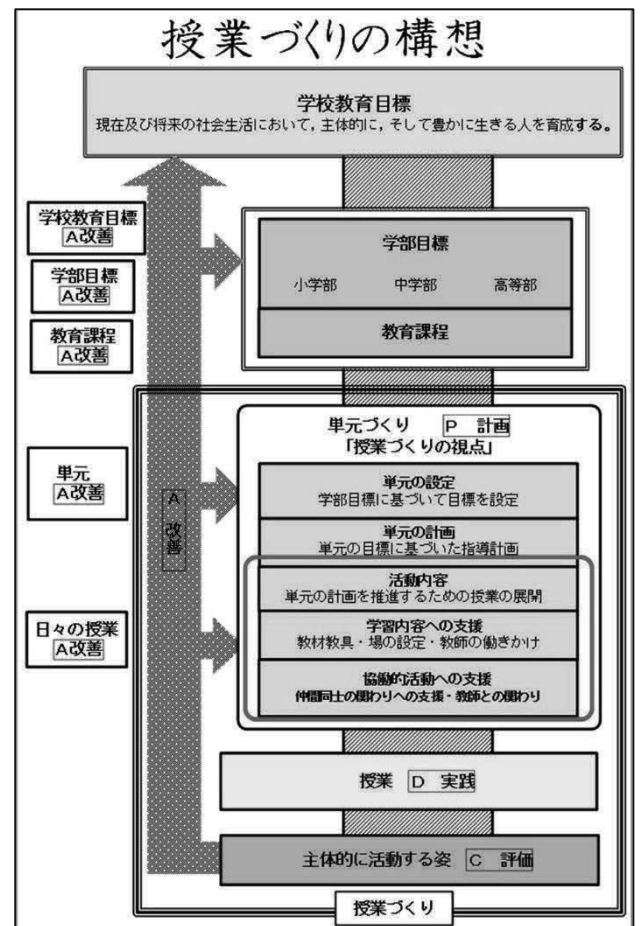 授業づくりの構想
学校教育目標
現在及び将来の社会生活において，主体的に，そして豊かに生きる人を育成する。
学校教育目標
A改善
学部目標
A改善
教育課程
A改善
学部目標
小学部 中学部 高等部
教育課程
単元づくり P 計画
「授業づくりの視点」
単元
A改善
A 改善
単元の設定
学部目標に基づいて目標を設定
単元の計画
単元の目標に基づいた指導計画
活動内容
単元の計画を推進するための授業の展開
日々の授業
A改善
学習内容への支援
教材教具・場の設定・教師の働きかけ
協働的活動への支援
仲間同士の関わりへの支援・教師との関わり
授業 D 実践
主体的に活動する姿 C 評価
授業づくり